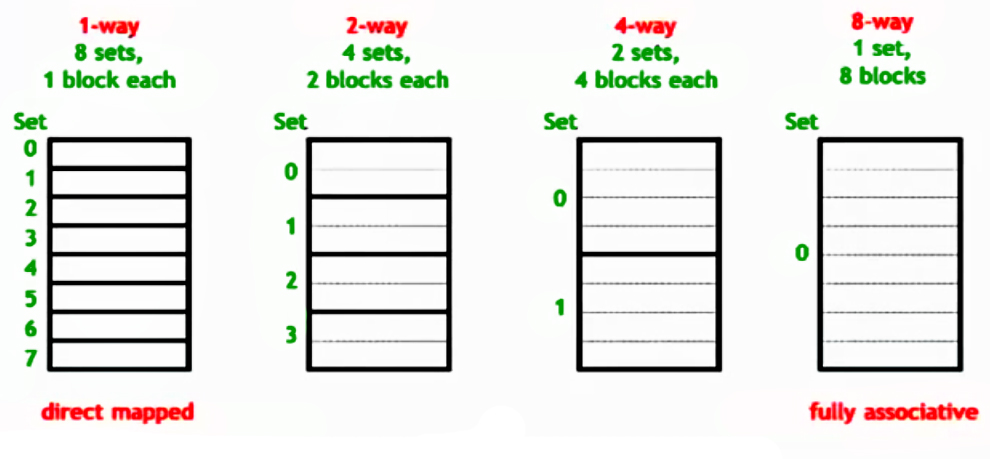 1-way
8 sets,
1 block each
Set
0
1
2
3
4
5
6
7
direct mapped
2-way
4 sets,
2 blocks each
Set
0
1
2
3
4-way
2 sets,
4 blocks each
Set
0
1
8-way
1 set,
8 blocks
Set
0
fully associative